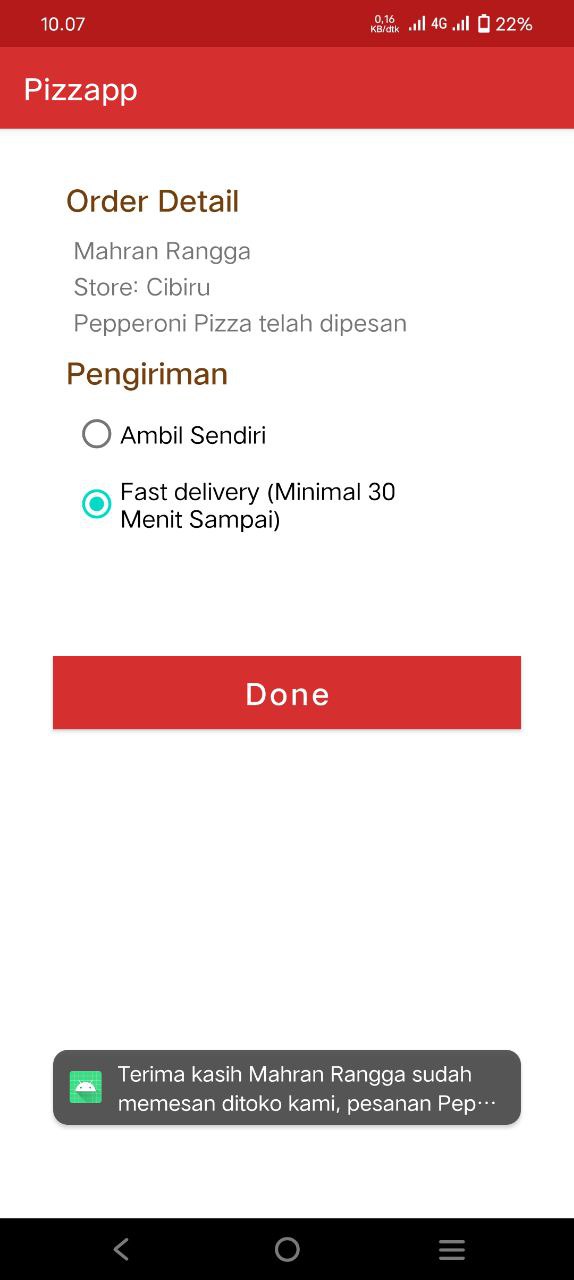 10.07
0,16
KB/dtk
4G
22%
Pizzapp
Order Detail
Mahran Rangga
Store: Cibiru
Pepperoni Pizza telah dipesan
Pengiriman
Ambil Sendiri
Fast delivery (Minimal 30
Menit Sampai)
Done
Terima kasih Mahran Rangga sudah
memesan ditoko kami, pesanan Pep···